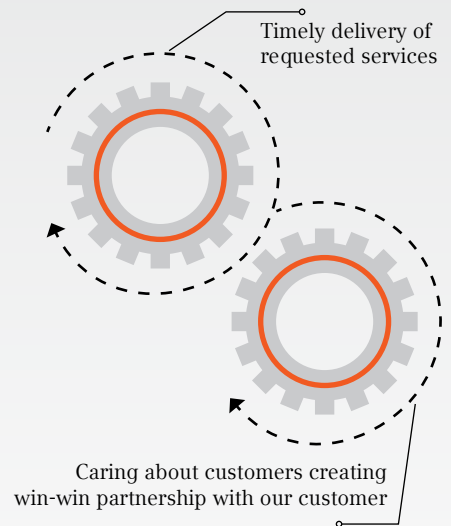 Timely delivery of
requested services
Caring about customers creating
win-win partnership with our customer